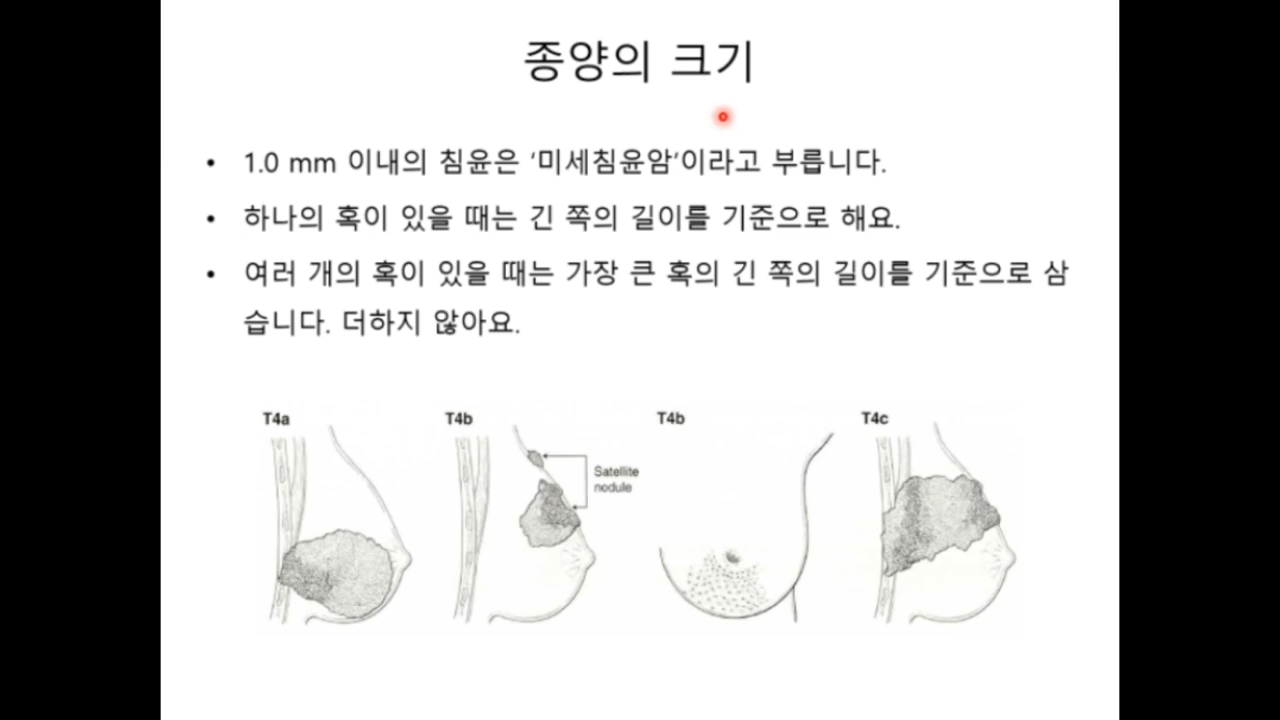 종양의 크기
• 1.0 mm 이내의 침윤은 ‘미세침윤암’이라고 부릅니다.
• 하나의 혹이 있을 때는 긴 쪽의 길이를 기준으로 해요.
• 여러 개의 혹이 있을 때는 가장 큰 혹의 긴 쪽의 길이를 기준으로 삼
습니다. 더하지 않아요.
T4a T4b T4b T4c
Satellite
nodule